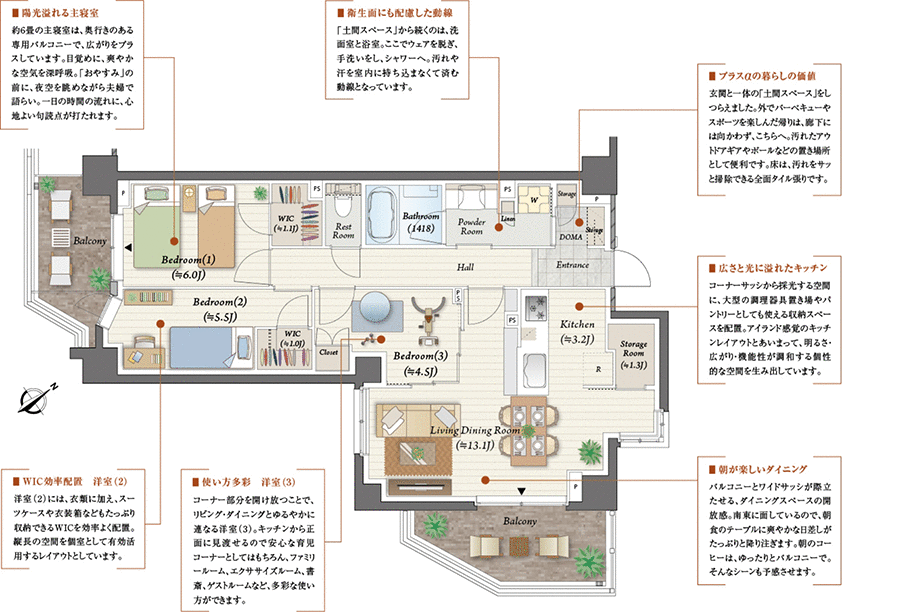 ■ 陽光溢れる主寝室
約6畳の主寝室は、奥行きのある
専用バルコニーで、広がりをプラ
スしています。目覚めに、爽やか
な空気を深呼吸。「おやすみ」の
前に、夜空を眺めながら夫婦で
語らい。一日の時間の流れに、心
地よい句読点が打たれます。
■ 衛生面にも配慮した動線
「土間スペース」から続くのは、洗
面室と浴室。ここでウェアを脱ぎ、
手洗いをし、シャワーへ。汚れや
汗を室内に持ち込まなくて済む
動線となっています。
■ プラスαの暮らしの価値
玄関と一体の「土間スペース」をし
つらえました。外でバーベキューや
スポーツを楽しんだ帰りは、廊下に
は向かわず、こちらへ。汚れたアウ
トドアギアやボールなどの置き場所
として便利です。床は、汚れをサッ
と掃除できる全面タイル張りです。
■ 広さと光に溢れたキッチン
コーナーサッシから採光する空間
に、大型の調理器具置き場やパ
ントリーとしても使える収納スペー
スを配置。アイランド感覚のキッチ
ンレイアウトとあいまって、明るさ・
広がり・機能性が調和する個性
的な空間を生み出しています。
■ 朝が楽しいダイニング
バルコニーとワイドサッシが際立
たせる、ダイニングスペースの開
放感。南東に面しているので、朝
食のテーブルに爽やかな日差しが
たっぷりと降り注ぎます。朝のコー
ヒーは、ゆったりとバルコニーで。
そんなシーンも予感させます。
■ WIC効率配置 洋室(2)
洋室(2)には、衣類に加え、スー
ツケースや衣装箱などもたっぷり
収納できるWICを効率よく配置。
縦長の空間を個室として有効活
用するレイアウトとしています。
■ 使い方多彩 洋室(3)
コーナー部分を開け放つことで、
リビング・ダイニングとゆるやかに
連なる洋室(3)。キッチンから正
面に見渡せるので安心な育児
コーナーとしてはもちろん、ファミリ
ールーム、エクササイズルーム、書
斎、ゲストルームなど、多彩な使い
方ができます。
Balcony
P
Bedroom(1)
(≒6.0J)
WIC
(≒1.1J)
PS
Rest
Room
Bathroom
(1418)
Powder
Room
PS
Linen
W
Storage
P
DOMA
Storage
Hall
Entrance
Bedroom(2)
(≒5.5J)
WIC
(≒1.0J)
Closet
Bedroom(3)
(≒4.5J)
PS
PS
Kitchen
(≒3.2J)
R
Storage
Room
(≒1.3J)
Living Dining Room
(≒13.1J)
P
Balcony
N